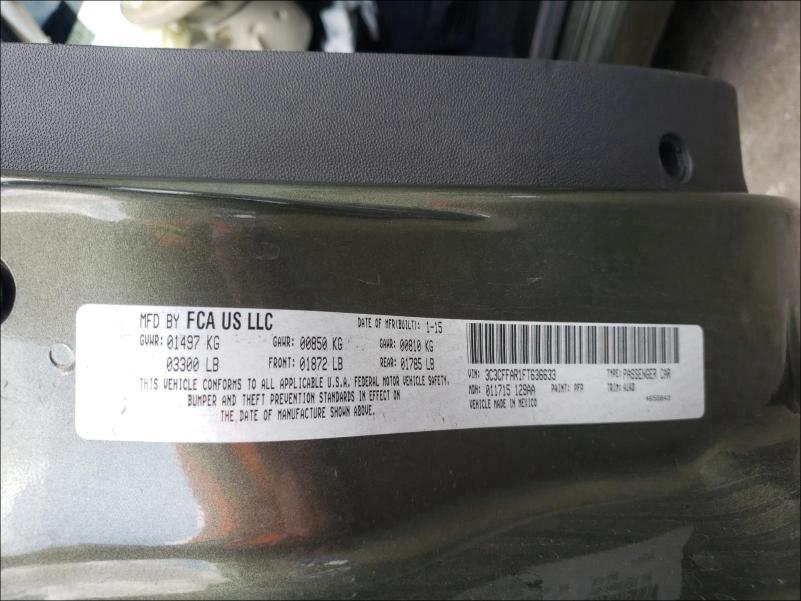 MFD BY FCA US LLC DATE OF MFR(BUILT): 1-15
GVWR: 01497 KG GAWR: 00850 KG GAWR: 00810 KG
03300 LB FRONT: 01872 LB REAR: 01785 LB
THIS VEHICLE CONFORMS TO ALL APPLICABLE U.S.A. FEDERAL MOTOR VEHICLE SAFETY,
BUMPER AND THEFT PREVENTION STANDARDS IN EFFECT ON
THE DATE OF MANUFACTURE SHOWN ABOVE.
VIN: 3C3CFFAR1FT636633 TYPE: PASSENGER CAR
MDH: 011715 129AA PAINT: PFP TRIM:
VEHICLE MADE IN MEXICO